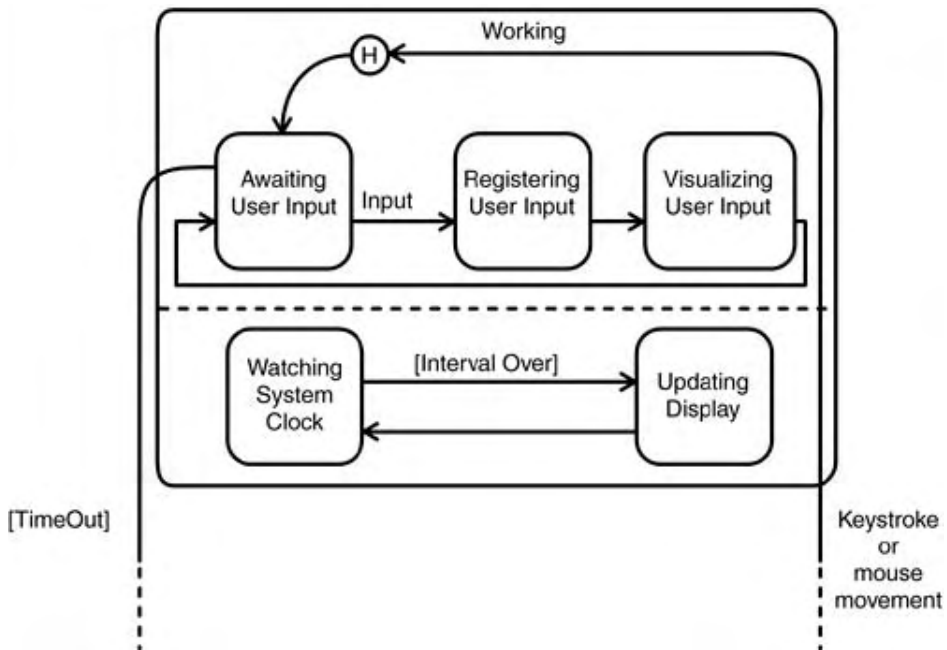 Working
H
Awaiting
User Input
Input
Registering
User Input
Visualizing
User Input
Watching
System
Clock
[Interval Over]
Updating
Display
[TimeOut]
Keystroke
or
mouse
movement